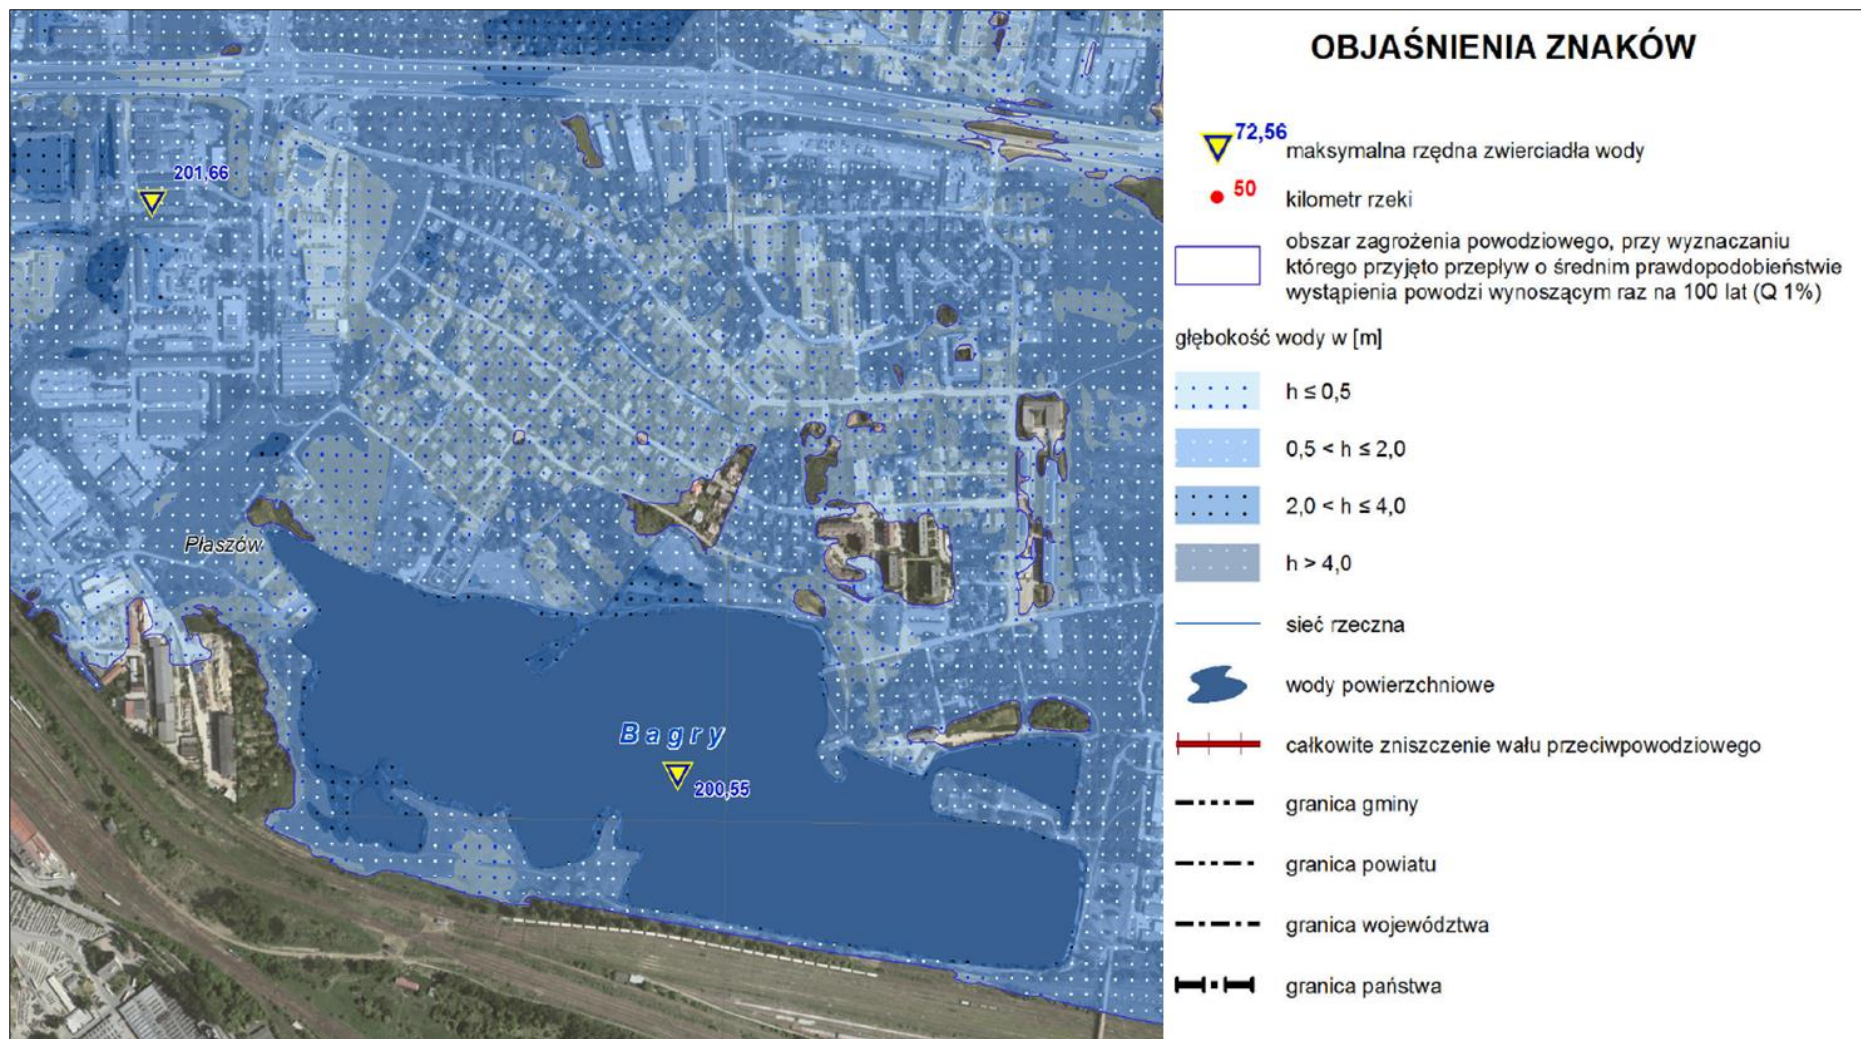 201,66
Płaszów
Bagry
200,55
OBJAŚNIENIA ZNAKÓW
72,56
maksymalna rzędna zwierciadła wody
50
kilometr rzeki
obszar zagrożenia powodziowego, przy wyznaczaniu
którego przyjęto przepływ o średnim prawdopodobieństwie
wystąpienia powodzi wynoszącym raz na 100 lat (Q 1%)
głębokość wody w [m]
h ≤ 0,5
0,5 < h ≤ 2,0
2,0 < h ≤ 4,0
h > 4,0
sieć rzeczna
wody powierzchniowe
całkowite zniszczenie wału przeciwpowodziowego
granica gminy
granica powiatu
granica województwa
granica państwa